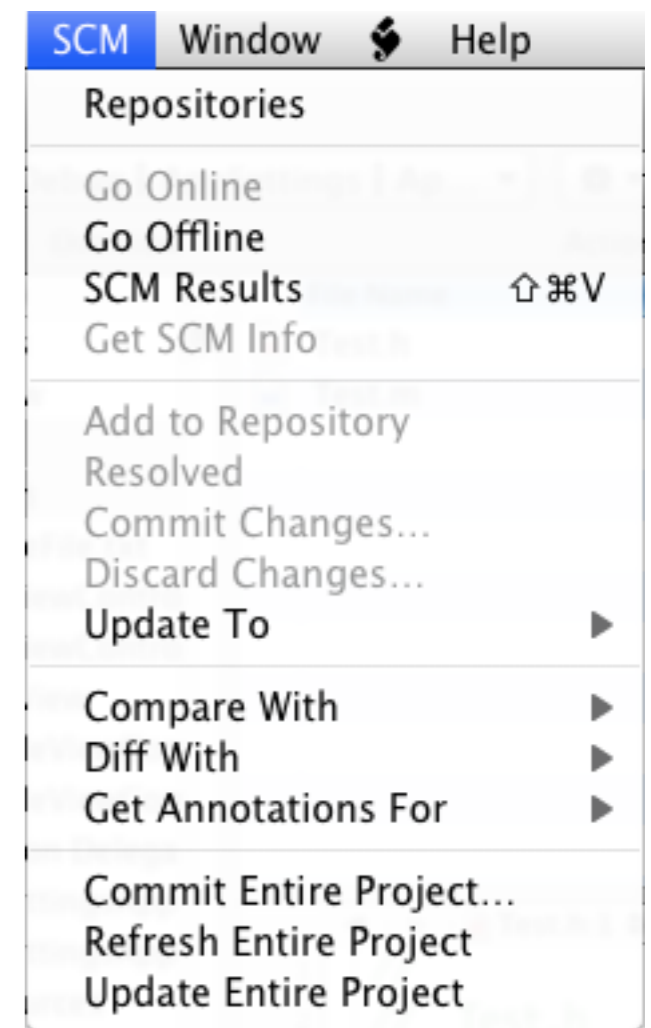 SCM Window Help
Repositories
Go Online
Go Offline
SCM Results ⇧⌘V
Get SCM Info
Add to Repository
Resolved
Commit Changes...
Discard Changes...
Update To
Compare With
Diff With
Get Annotations For
Commit Entire Project...
Refresh Entire Project
Update Entire Project